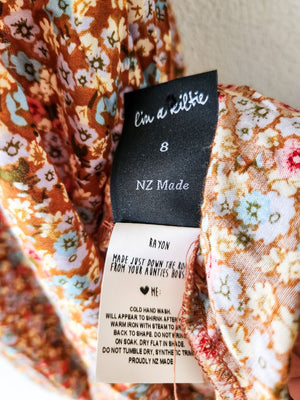 I'm a Kiltie
8
NZ Made
RAYON
MADE JUST DOWN THE RO
FROM YOUR AUNTIES HOUS
ME:
COLD HAND WASH.
WILL APPEAR TO SHRINK AFTER
WARM IRON WITH STEAM TO
BACK TO SHAPE. DO NOT
ON SOAK. DRY FLAT IN SHADE.
DO NOT TUMBLE DRY, SYNTHETIC
PROUDLY NZ MADE